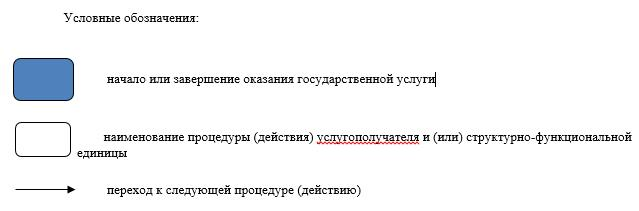 Условные обозначения:
начало или завершение оказания государственной услуги
наименование процедуры (действия) услугополучателя и (или) структурно-функциональной
единицы
переход к следующей процедуре (действию)